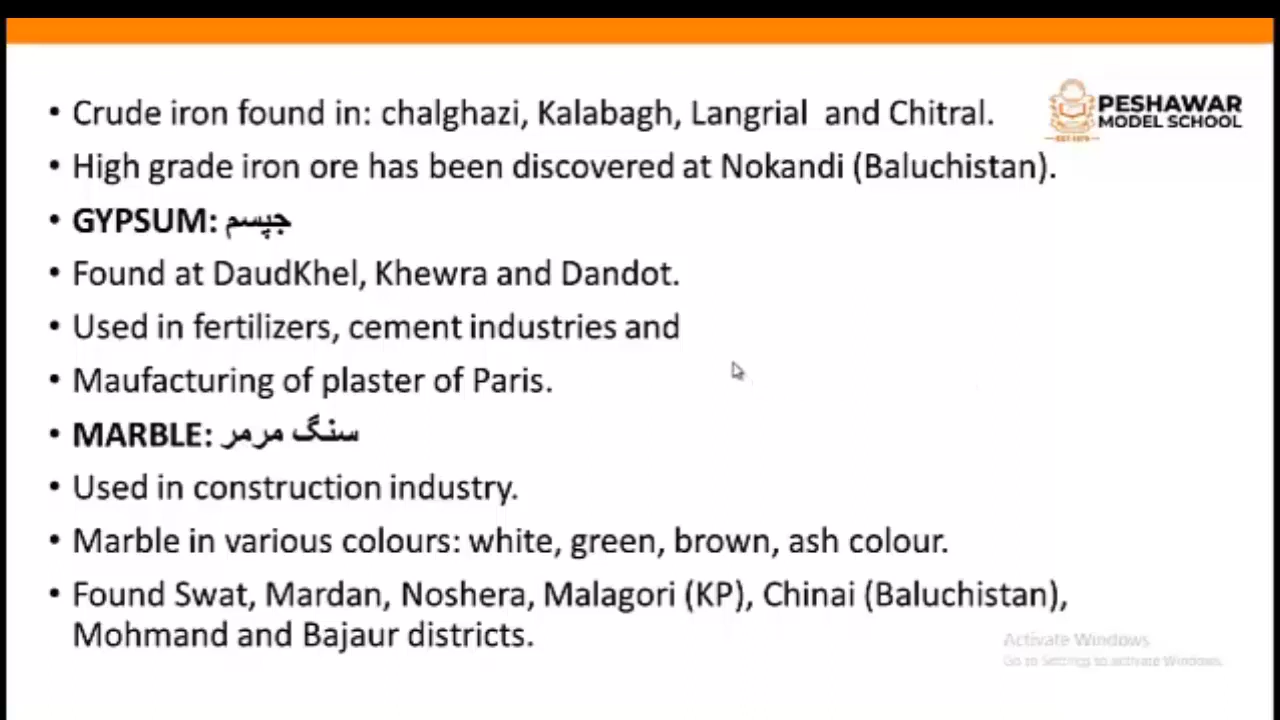 • Crude iron found in: chalghazi, Kalabagh, Langrial and Chitral.
PESHAWAR
MODEL SCHOOL
• High grade iron ore has been discovered at Nokandi (Baluchistan).
• GYPSUM: جپسم
• Found at DaudKhel, Khewra and Dandot.
• Used in fertilizers, cement industries and
• Maufacturing of plaster of Paris.
• MARBLE: سنگ مرمر
• Used in construction industry.
• Marble in various colours: white, green, brown, ash colour.
• Found Swat, Mardan, Noshera, Malagori (KP), Chinai (Baluchistan),
Mohmand and Bajaur districts.
Activate Windows
Go to Settings to activate Windows.